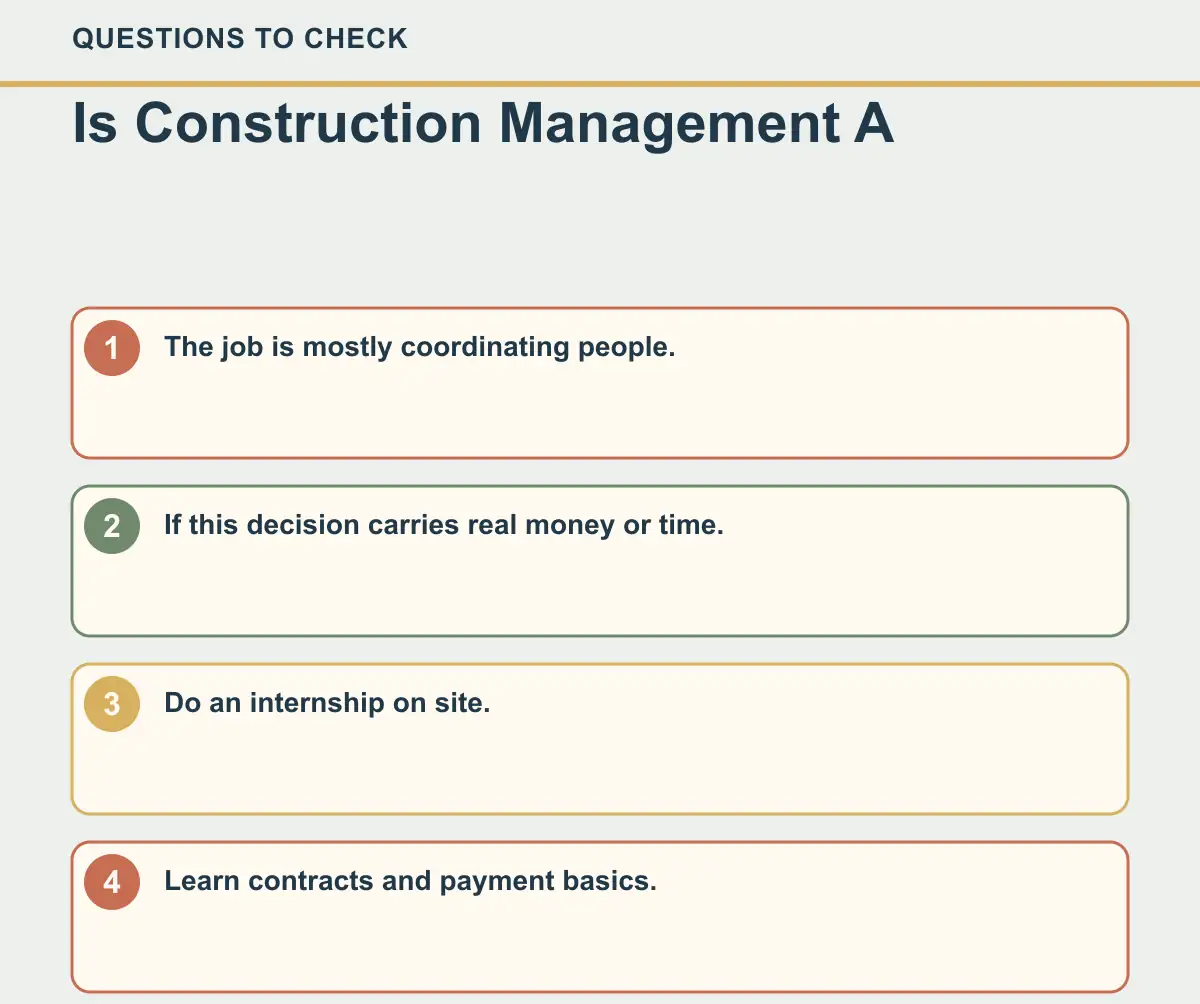 QUESTIONS TO CHECK
Is Construction Management A
1 The job is mostly coordinating people.
2 If this decision carries real money or time.
3 Do an internship on site.
4 Learn contracts and payment basics.